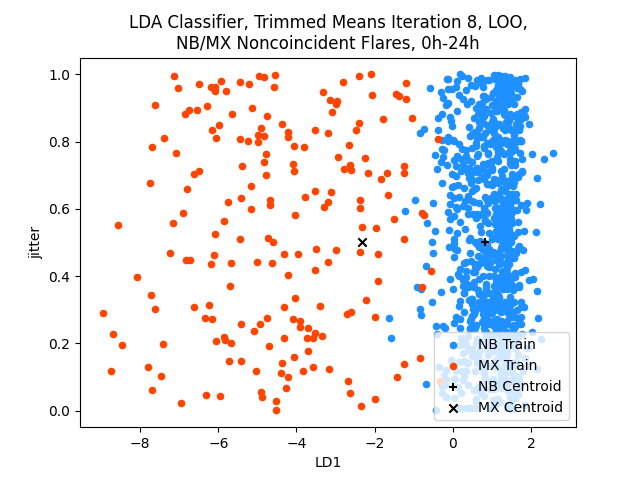 LDA Classifier, Trimmed Means Iteration 8, LOO,
NB/MX Noncoincident Flares, 0h-24h
1.0
0.8
0.6
0.4
0.2
0.0
jitter
−8
−6
−4
−2
0
2
LD1
NB Train
MX Train
NB Centroid
MX Centroid